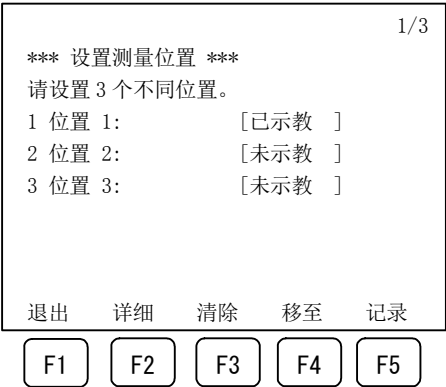 1/3
*** 设置测量位置 ***
请设置 3 个不同位置。
1 位置 1: [已示教 ]
2 位置 2: [未示教 ]
3 位置 3: [未示教 ]
退出 详细 清除 移至 记录
F1 F2 F3 F4 F5